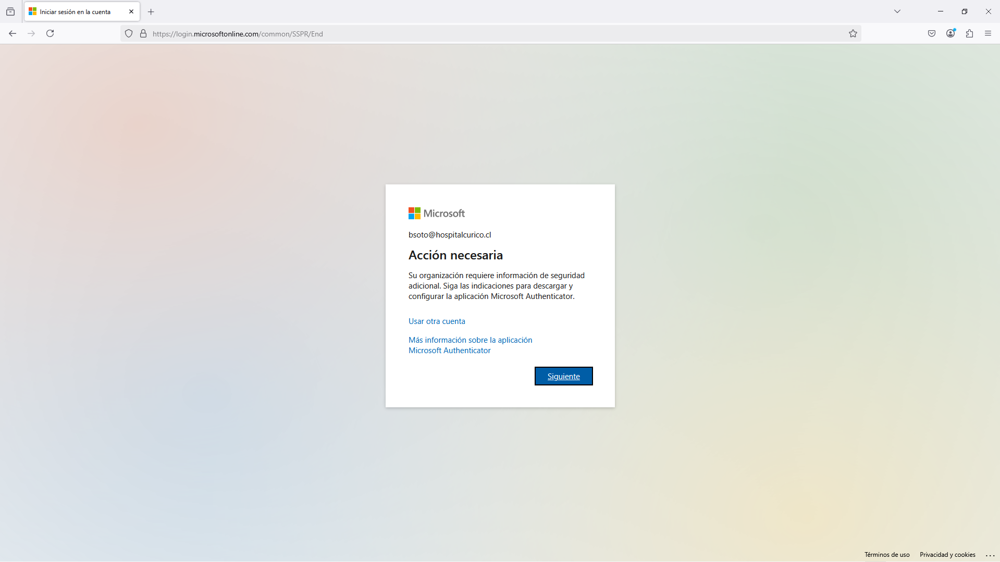 Iniciar sesión en la cuenta
https://login.microsoftonline.com/common/SSPR/End
Microsoft
bsoto@hospitalcurico.cl
Acción necesaria
Su organización requiere información de seguridad
adicional. Siga las indicaciones para descargar y
configurar la aplicación Microsoft Authenticator.
Usar otra cuenta
Más información sobre la aplicación
Microsoft Authenticator
Siguiente
Términos de uso
Privacidad y cookies
...